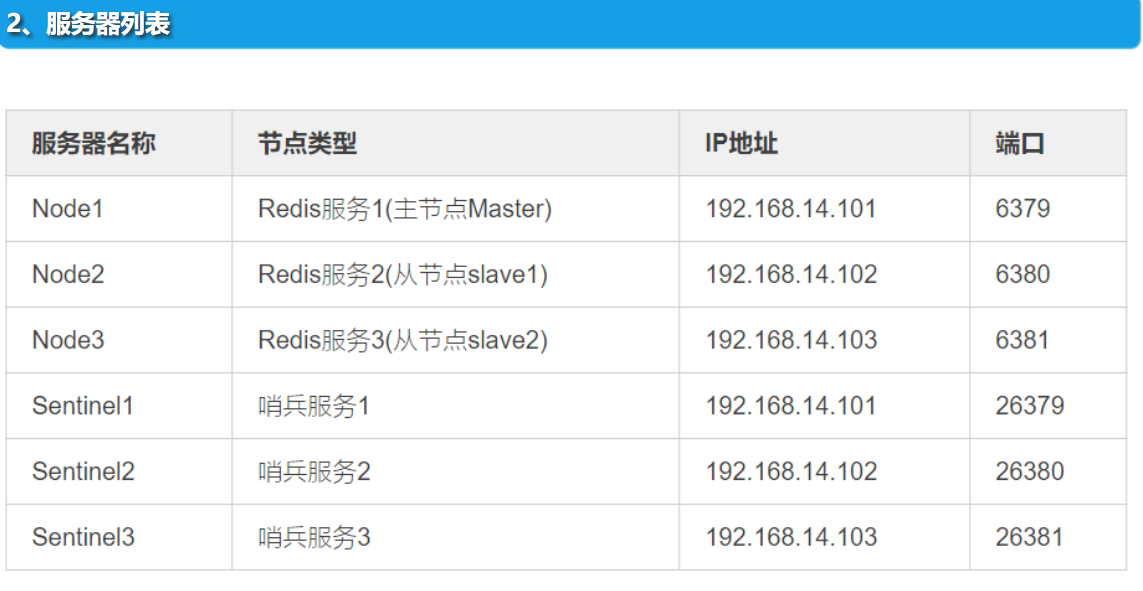 2、服务器列表
服务器名称 节点类型 IP地址 端口
Node1 Redis服务1(主节点Master) 192.168.14.101 6379
Node2 Redis服务2(从节点slave1) 192.168.14.102 6380
Node3 Redis服务3(从节点slave2) 192.168.14.103 6381
Sentinel1 哨兵服务1 192.168.14.101 26379
Sentinel2 哨兵服务2 192.168.14.102 26380
Sentinel3 哨兵服务3 192.168.14.103 26381